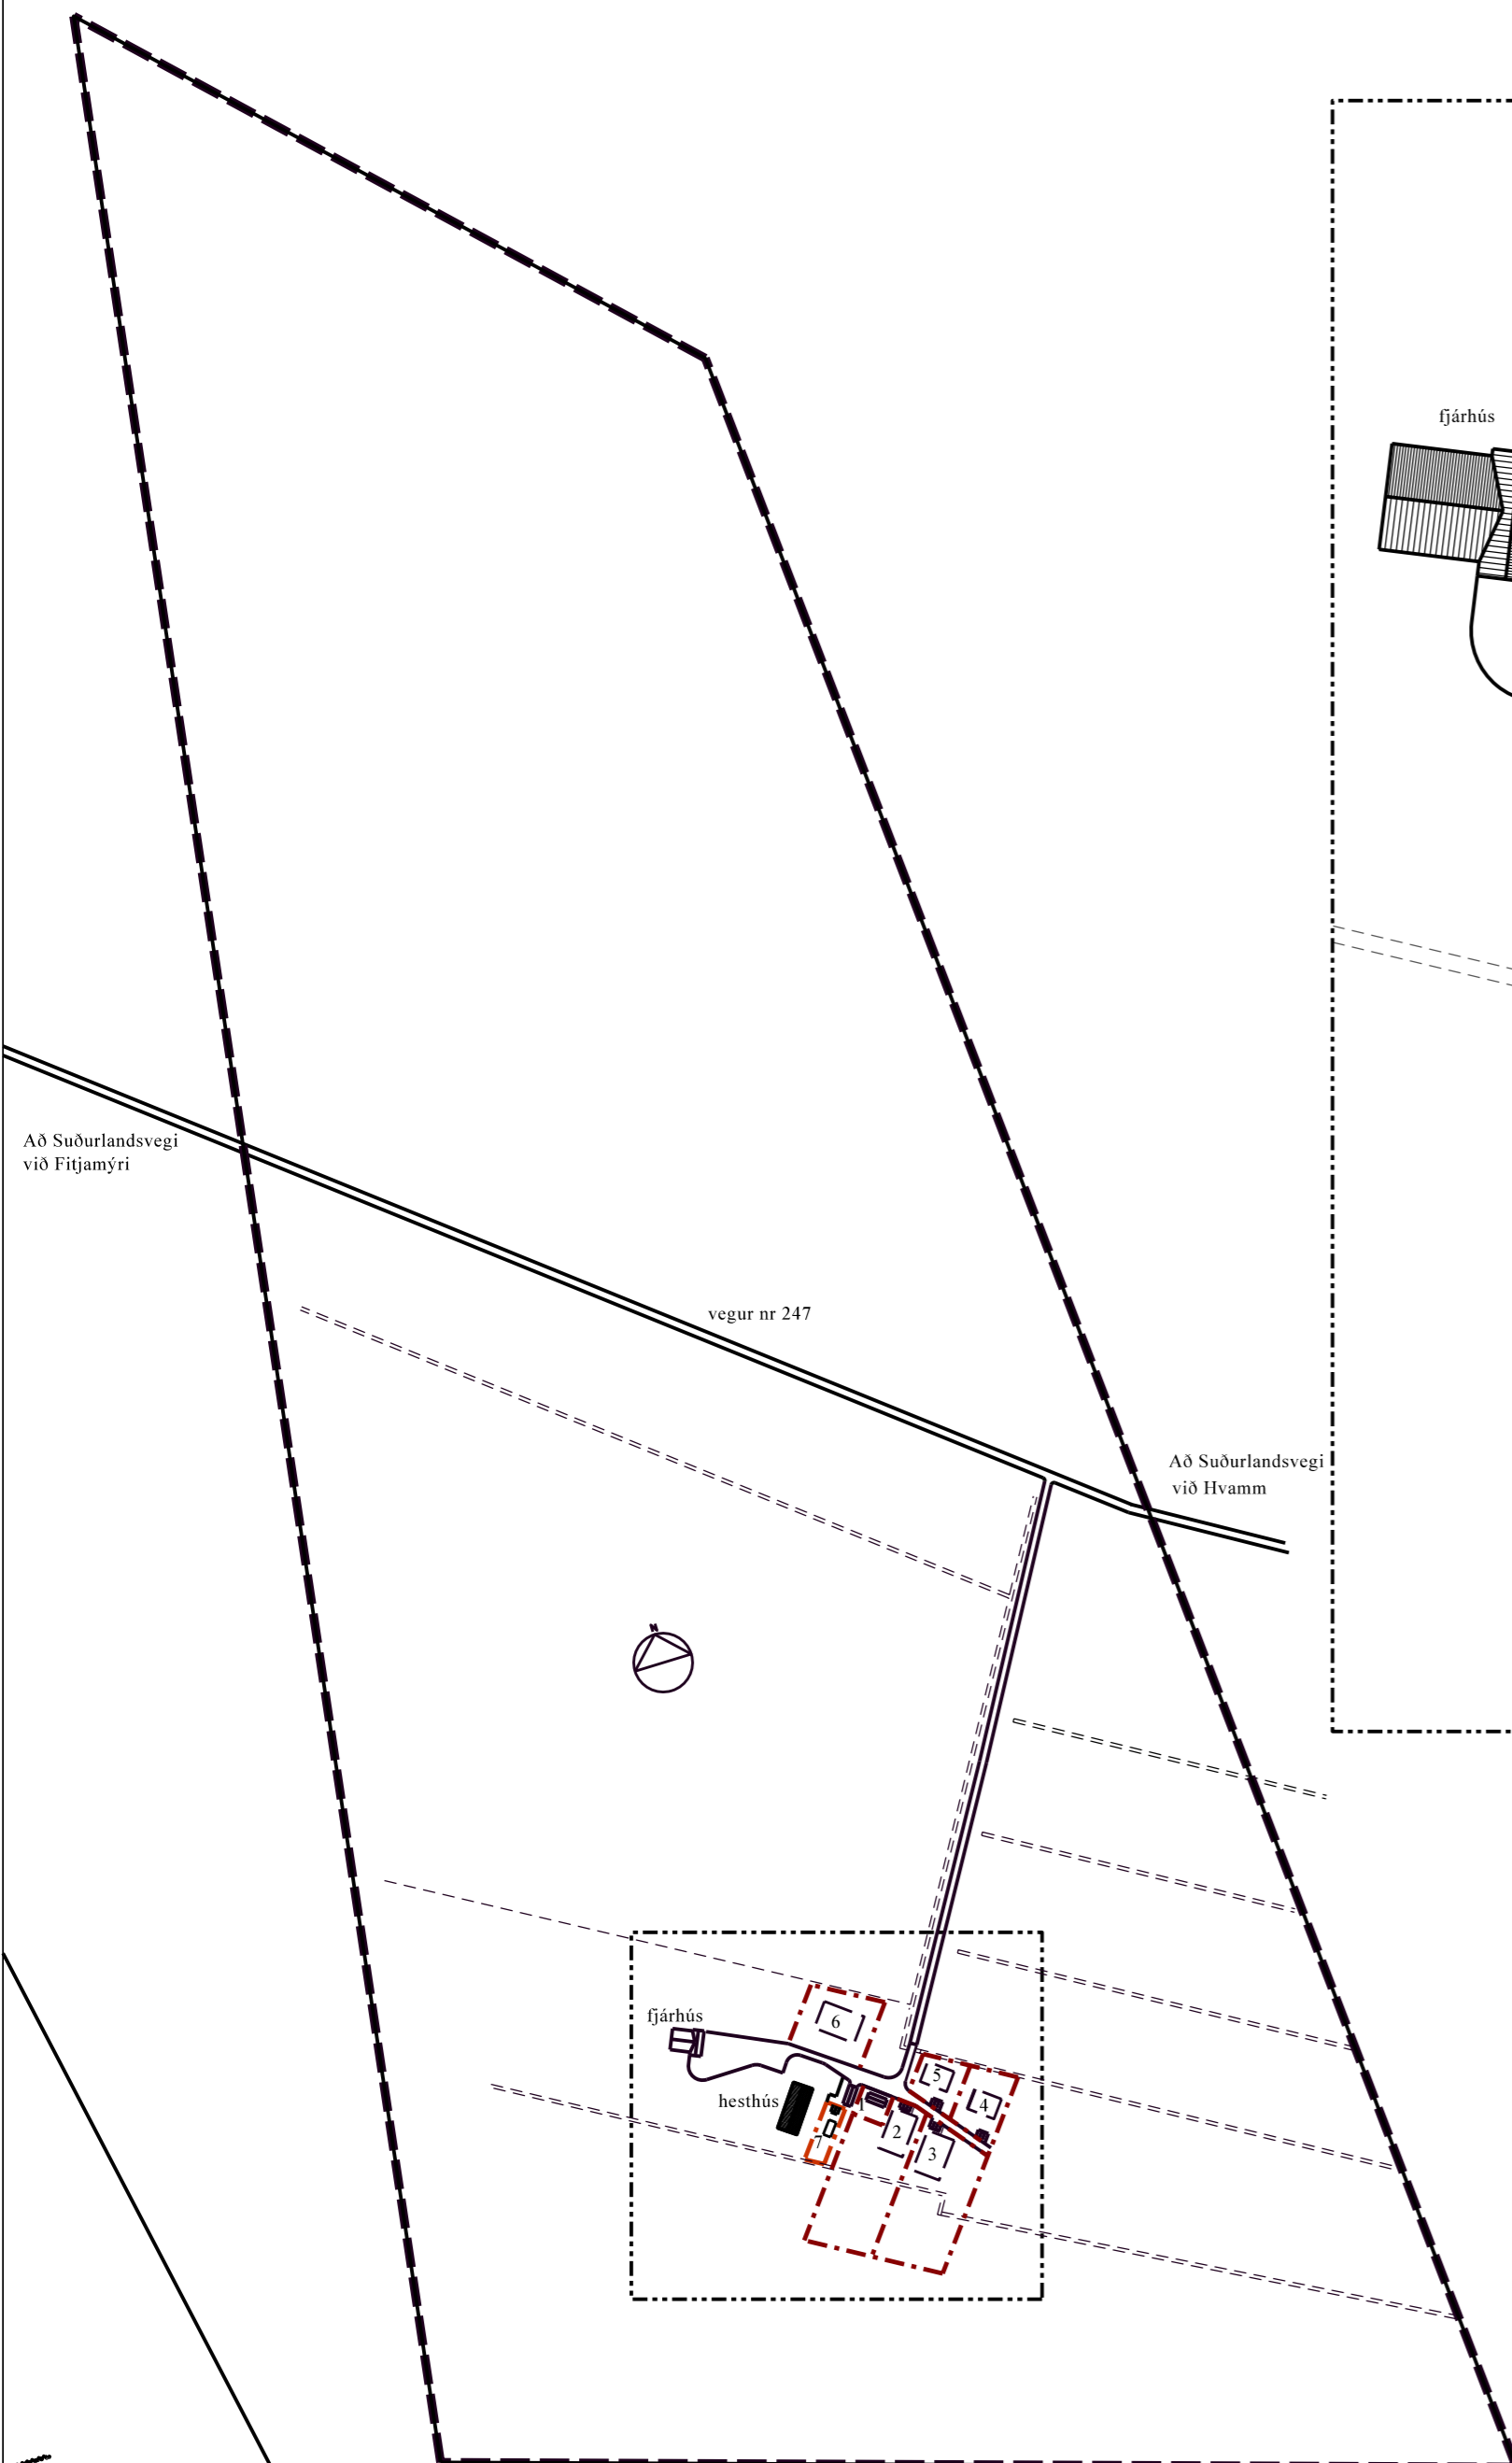 fjárhús
Að Suðurlandsvegi
við Fitjamýri
vegur nr 247
Að Suðurlandsvegi
við Hvamm
N
fjárhús
6
5
4
hesthús
1
2
7
3